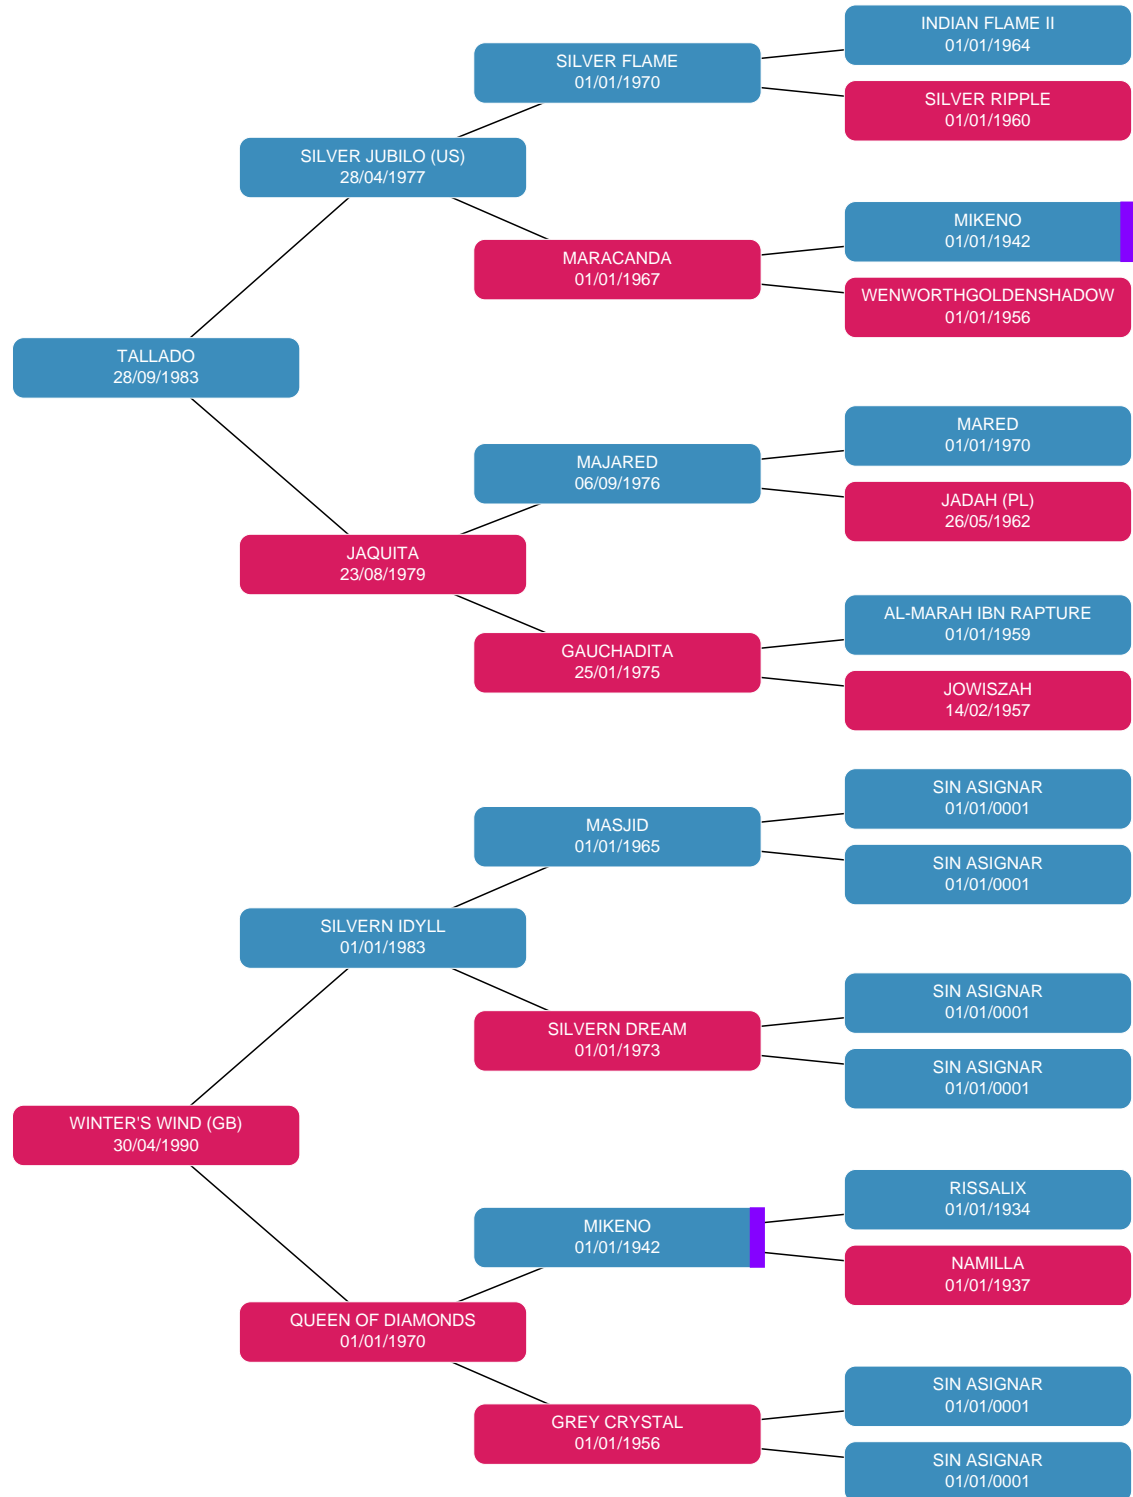 INDIAN FLAME II
01/01/1964
SILVER FLAME
01/01/1970
SILVER RIPPLE
01/01/1960
SILVER JUBILO (US)
28/04/1977
MIKENO
01/01/1942
MARACANDA
01/01/1967
WENWORTHGOLDENSHADOW
01/01/1956
TALLADO
28/09/1983
MARED
01/01/1970
MAJARED
06/09/1976
JADAH (PL)
26/05/1962
JAQUITA
23/08/1979
AL-MARAH IBN RAPTURE
01/01/1959
GAUCHADITA
25/01/1975
JOWISZAH
14/02/1957
SIN ASIGNAR
01/01/0001
MASJID
01/01/1965
SIN ASIGNAR
01/01/0001
SILVERN IDYLL
01/01/1983
SIN ASIGNAR
01/01/0001
SILVERN DREAM
01/01/1973
SIN ASIGNAR
01/01/0001
WINTER'S WIND (GB)
30/04/1990
RISSALIX
01/01/1934
MIKENO
01/01/1942
NAMILLA
01/01/1937
QUEEN OF DIAMONDS
01/01/1970
SIN ASIGNAR
01/01/0001
GREY CRYSTAL
01/01/1956
SIN ASIGNAR
01/01/0001